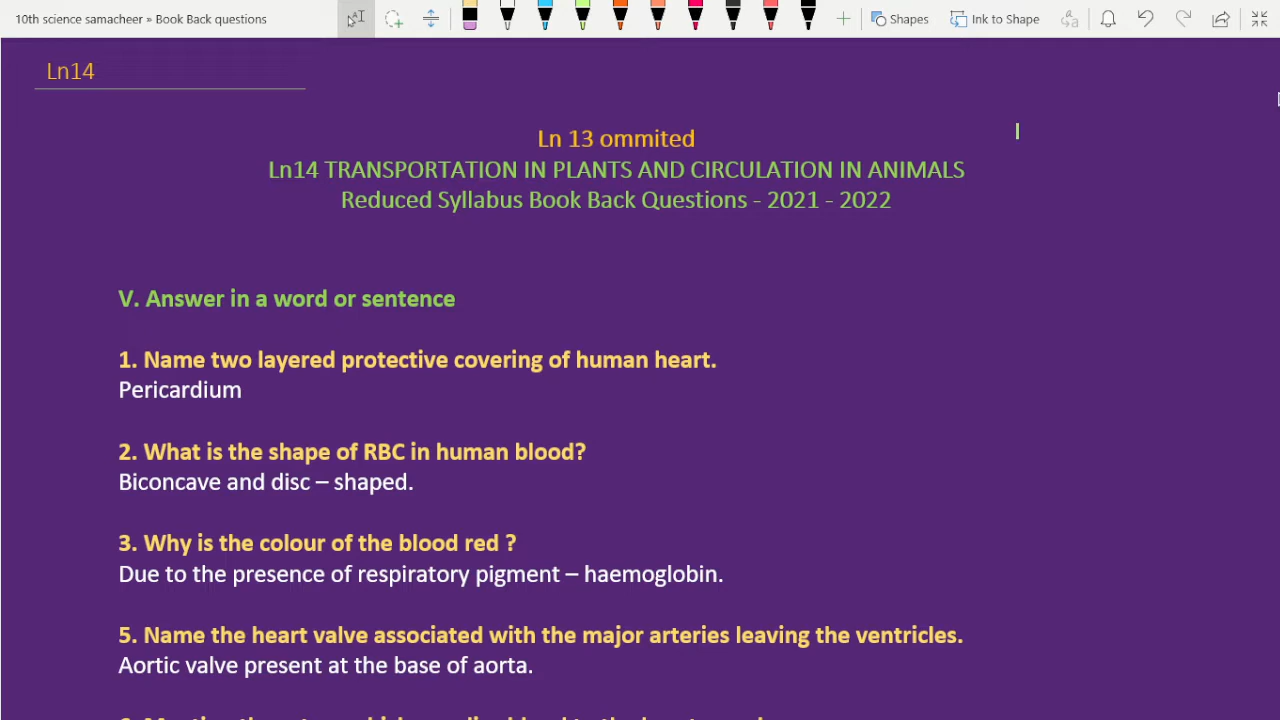 10th science samacheer » Book Back questions
Shapes
Ink to Shape
Ln14
Ln 13 ommited
Ln14 TRANSPORTATION IN PLANTS AND CIRCULATION IN ANIMALS
Reduced Syllabus Book Back Questions - 2021 - 2022
V. Answer in a word or sentence
1. Name two layered protective covering of human heart.
Pericardium
2. What is the shape of RBC in human blood?
Biconcave and disc – shaped.
3. Why is the colour of the blood red ?
Due to the presence of respiratory pigment – haemoglobin.
5. Name the heart valve associated with the major arteries leaving the ventricles.
Aortic valve present at the base of aorta.